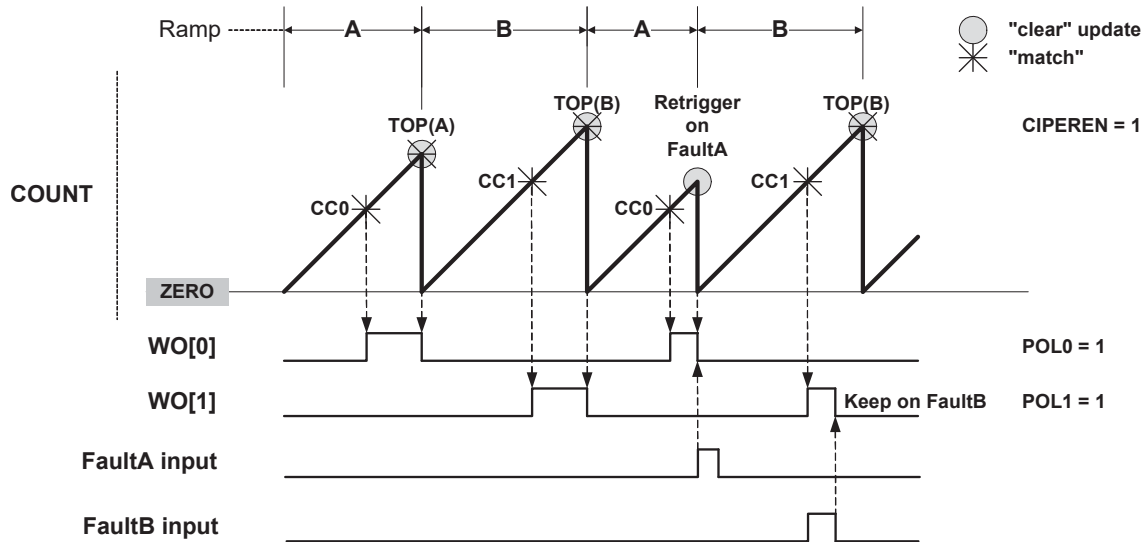 Ramp
A
B
A
B
"clear" update
"match"
TOP(A)
TOP(B)
Retrigger
on
FaultA
TOP(B)
CIPEREN = 1
COUNT
CC0
CC1
CC0
CC1
ZERO
WO[0]
POL0 = 1
WO[1]
Keep on FaultB
POL1 = 1
FaultA input
FaultB input